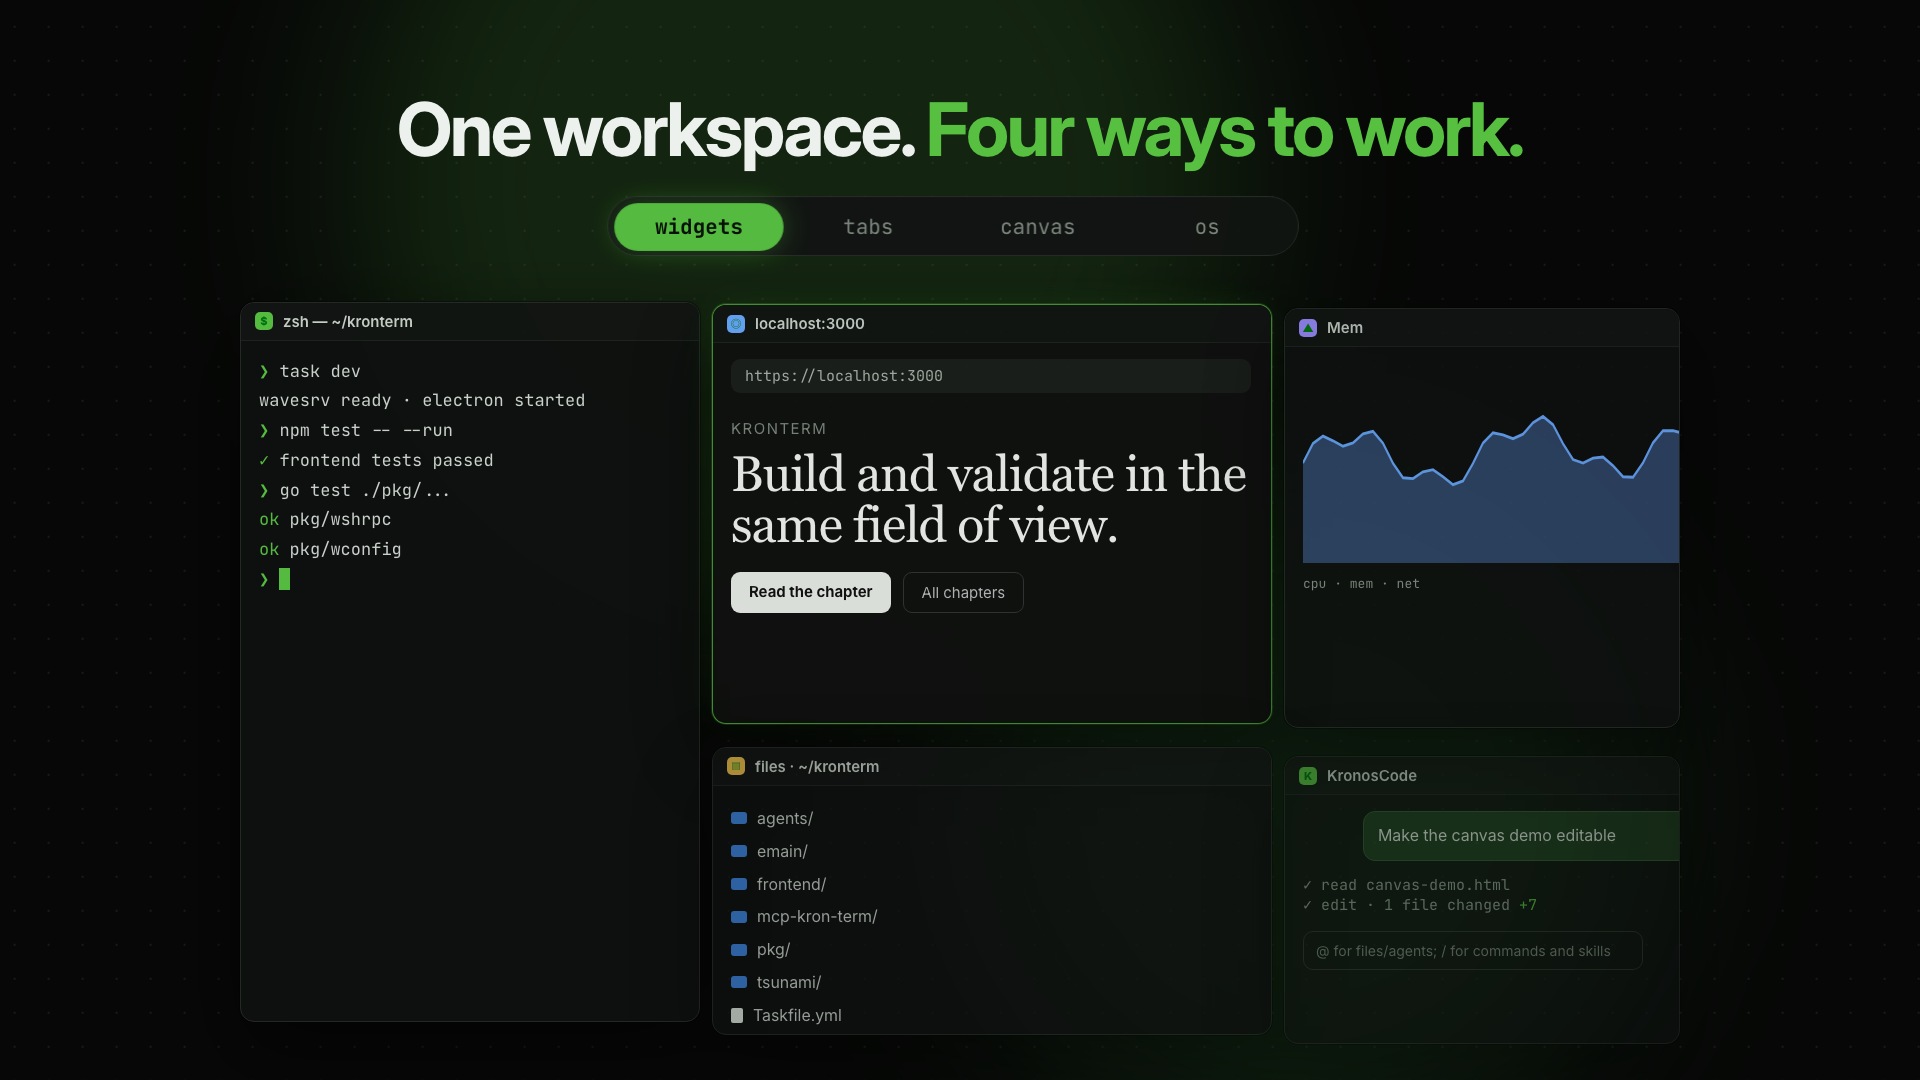 One workspace. Four ways to work.
widgets
tabs
canvas
os
$ zsh — ~/kronterm
❯ task dev
wavesrv ready · electron started
❯ npm test -- --run
✓ frontend tests passed
❯ go test ./pkg/...
ok pkg/wshrpc
ok pkg/wconfig
❯
localhost:3000
https://localhost:3000
KRONTERM
Build and validate in the
same field of view.
Read the chapter
All chapters
Mem
cpu · mem · net
files · ~/kronterm
agents/
emain/
frontend/
mcp-kron-term/
pkg/
tsunami/
Taskfile.yml
K KronosCode
Make the canvas demo editable
✓ read canvas-demo.html
✓ edit · 1 file changed +7
@ for files/agents; / for commands and skills